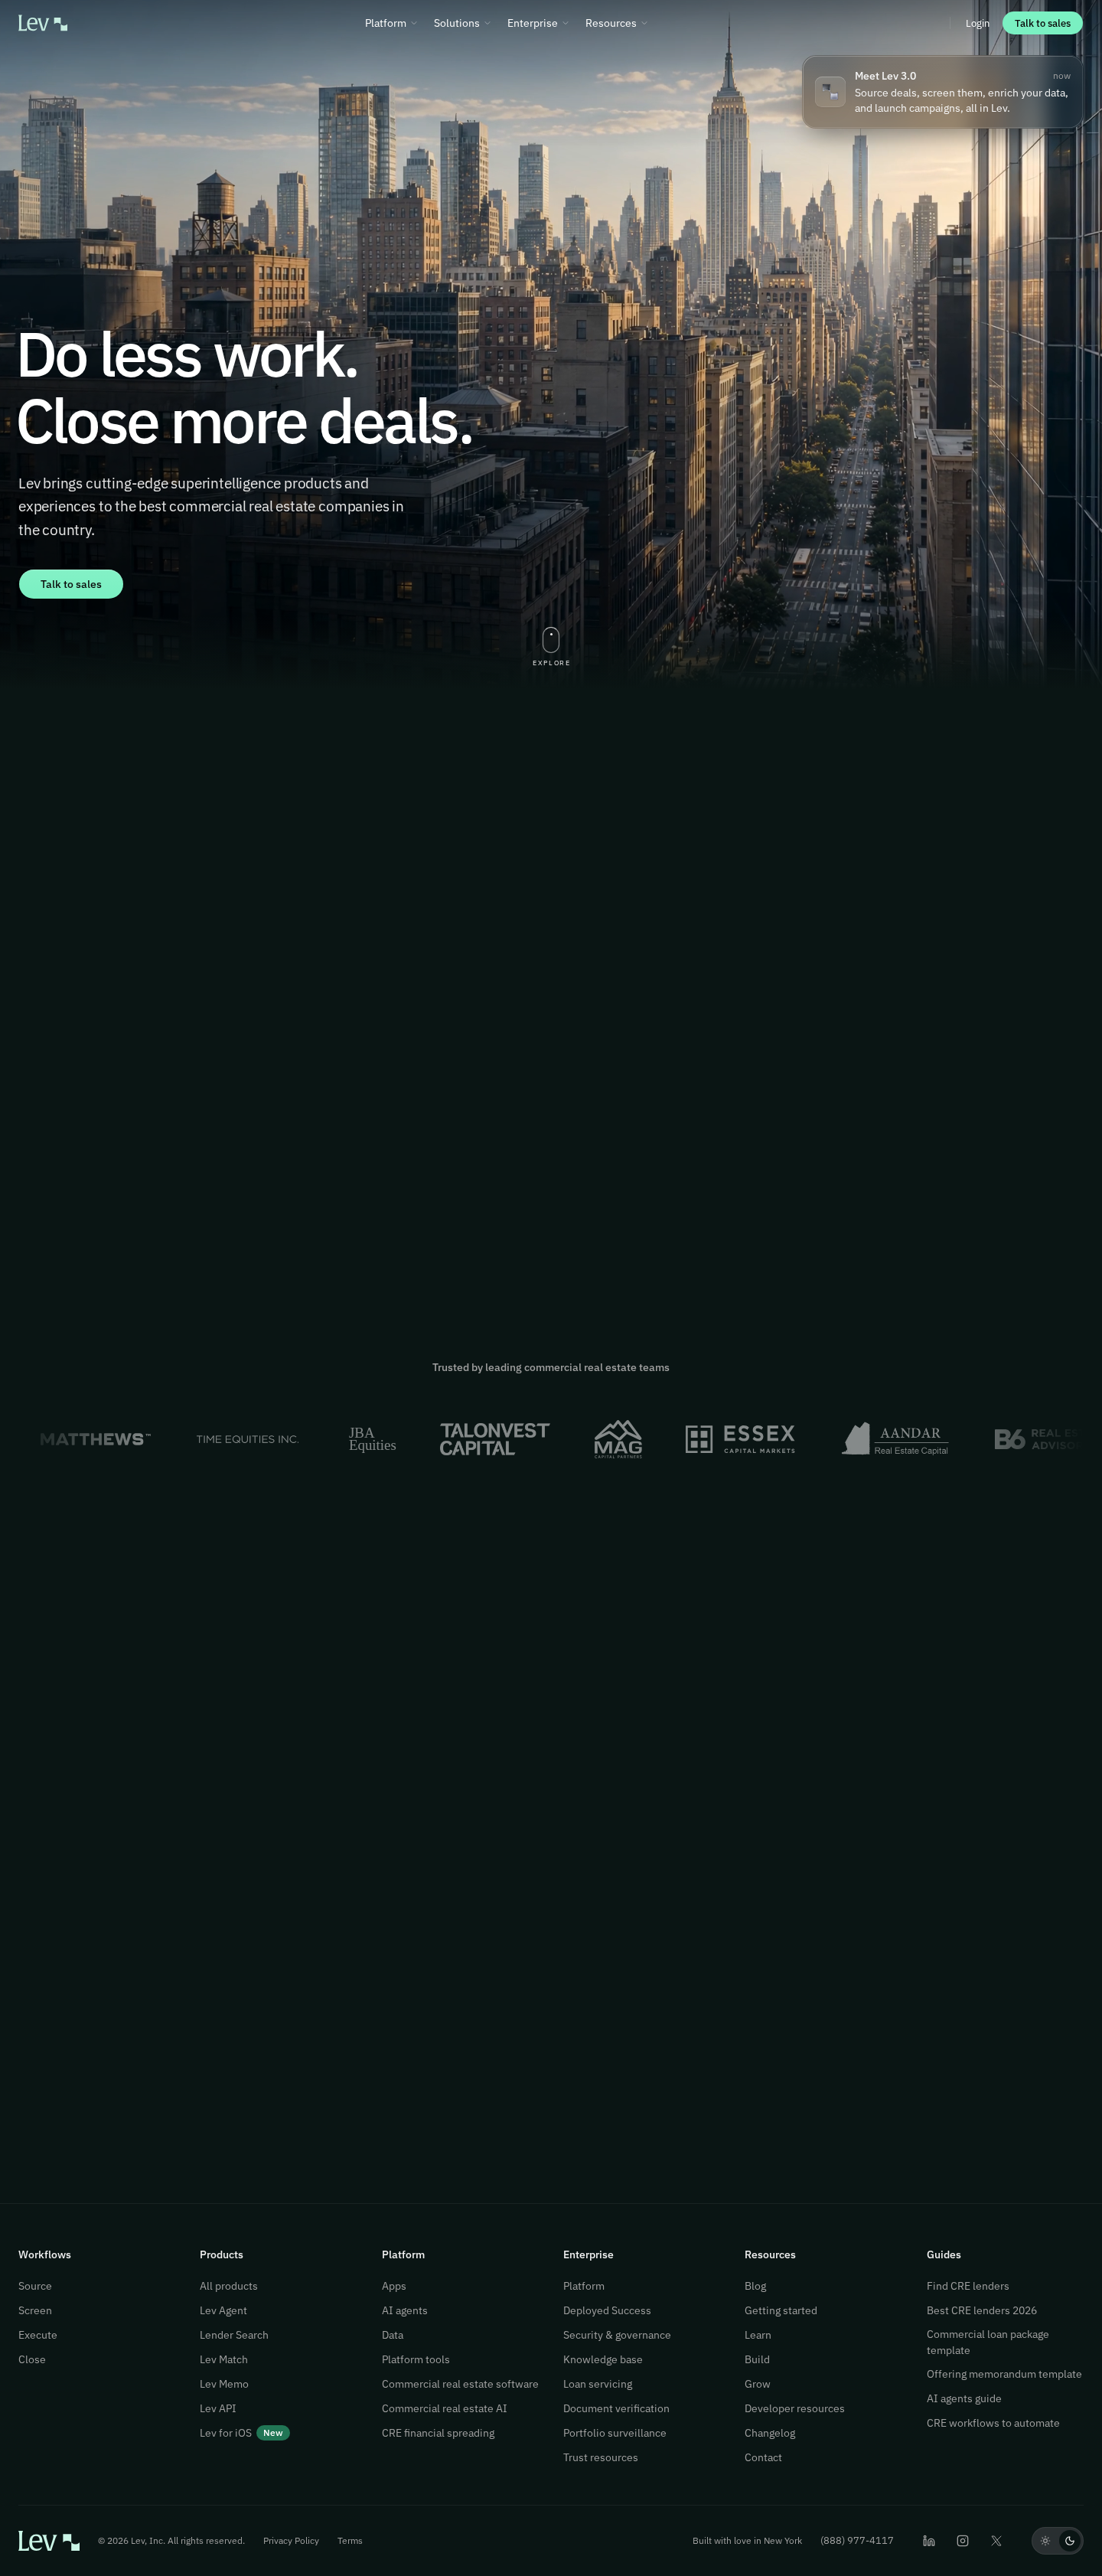 Lev
Platform
Solutions
Enterprise
Resources
Login
Talk to sales
Meet Lev 3.0
now
Source deals, screen them, enrich your data,
and launch campaigns, all in Lev.
Do less work.
Close more deals.
Lev brings cutting-edge superintelligence products and
experiences to the best commercial real estate companies in
the country.
Talk to sales
EXPLORE
Trusted by leading commercial real estate teams
MATTHEWS™
TIME EQUITIES INC.
JBA
Equities
TALONVEST
CAPITAL
MAG
CAPITAL PARTNERS
ESSEX
CAPITAL MARKETS
AANDAR
Real Estate Capital
B6
REAL ES
ADVISO
Workflows
Source
Screen
Execute
Close
Products
All products
Lev Agent
Lender Search
Lev Match
Lev Memo
Lev API
Lev for iOS New
Platform
Apps
AI agents
Data
Platform tools
Commercial real estate software
Commercial real estate AI
CRE financial spreading
Enterprise
Platform
Deployed Success
Security & governance
Knowledge base
Loan servicing
Document verification
Portfolio surveillance
Trust resources
Resources
Blog
Getting started
Learn
Build
Grow
Developer resources
Changelog
Contact
Guides
Find CRE lenders
Best CRE lenders 2026
Commercial loan package
template
Offering memorandum template
AI agents guide
CRE workflows to automate
Lev
© 2026 Lev, Inc. All rights reserved.
Privacy Policy
Terms
Built with love in New York
(888) 977-4117